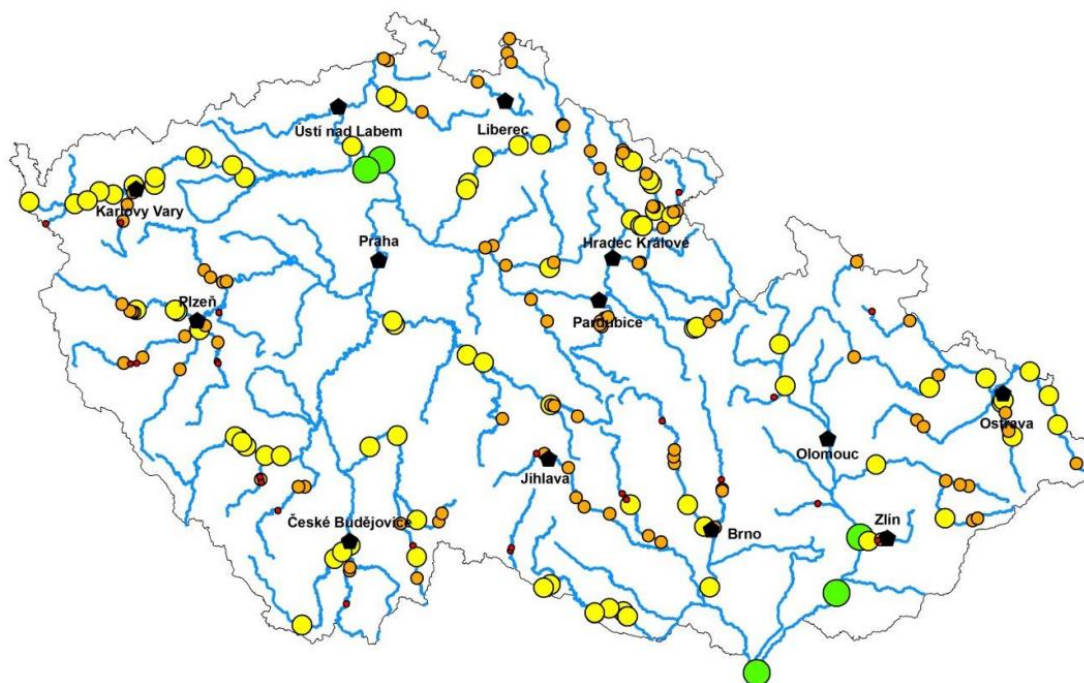 Ústí nad Labem
Liberec
Karlovy Vary
Praha
Hradec Králové
Plzeň
Pardubice
Ostrava
Olomouc
Jihlava
České Budějovice
Brno
Zlín